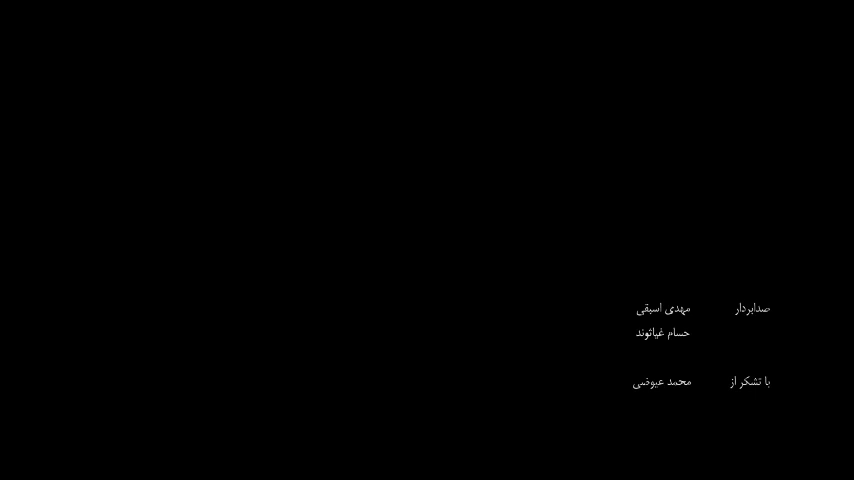 صدابردار مهدی اسبقی
حسام غیاثوند
با تشکر از محمد عیوضی